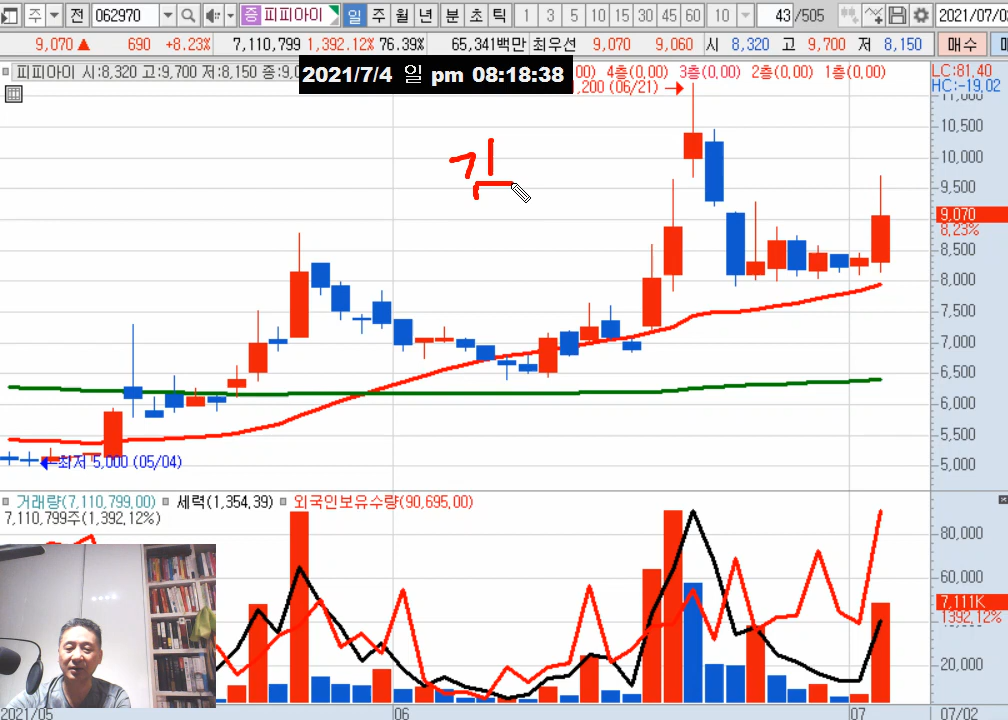 주 전 062970 증 피피아이 일 주 월 년 분 초 틱 1 3 5 10 15 30 45 60 10 43 /505 2021/07/0
9,070 ▲ 690 +8.23% 7,110,799 1,392.12% 76.39% 65,341백만 최우선 9,070 9,060 시 8,320 고 9,700 저 8,150 매수
피피아이 시:8,320 고:9,700 저:8,150 종:9,0 00) 4층(0,00) 3층(0,00) 2층(0,00) 1층(0,00) LC:81.40
2021/7/4 일 pm 08:18:38
,200 (06/21) → HC:-19.02
11,000
10,500
10,000
9,500
9,070
8.23%
8,500
8,000
7,500
7,000
6,500
6,000
5,500
5,000
최저 5,000 (05/04)
거래량(7,110,799.00) 세력(1,354,39) 외국인보유수량(90,695,00)
7,110,799주(1,392,12%)
80,000
60,000
7,111K
1392,12%
20,000
2021/05 06 07 07/02